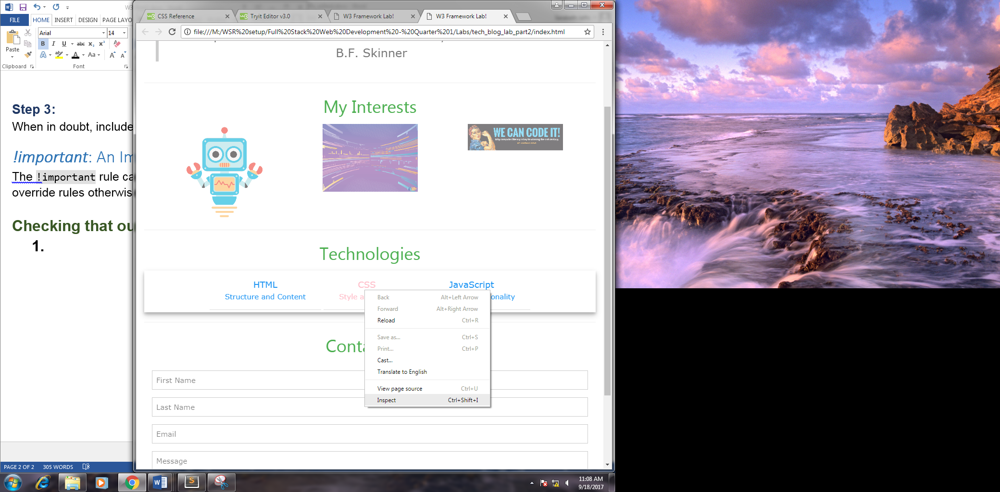 CSS Reference
Tryit Editor v3.0
W3 Framework Lab!
W3 Framework Lab!
file:///M:/WSR%20setup/Full%20Stack%20Web%20Development%20-%20Quarter%201/Labs/tech_blog_lab_part2/index.html
FILE HOME INSERT DESIGN PAGE LAYO
Arial 14
Paste
B I U abc x₂ x²
A ab A Aa A A
Clipboard Font
Step 3:
When in doubt, include
!important: An Im
The !important rule ca
override rules otherwis
Checking that ou
1.
PAGE 2 OF 2 305 WORDS
B.F. Skinner
My Interests
WE CAN CODE IT!
Technologies
HTML
Structure and Content
CSS
Style a
JavaScript
onality
Back Alt+Left Arrow
Forward Alt+Right Arrow
Reload Ctrl+R
Save as... Ctrl+S
Print... Ctrl+P
Cast...
Translate to English
View page source Ctrl+U
Inspect Ctrl+Shift+I
Conta
First Name
Last Name
Email
Message
11:08 AM
9/18/2017